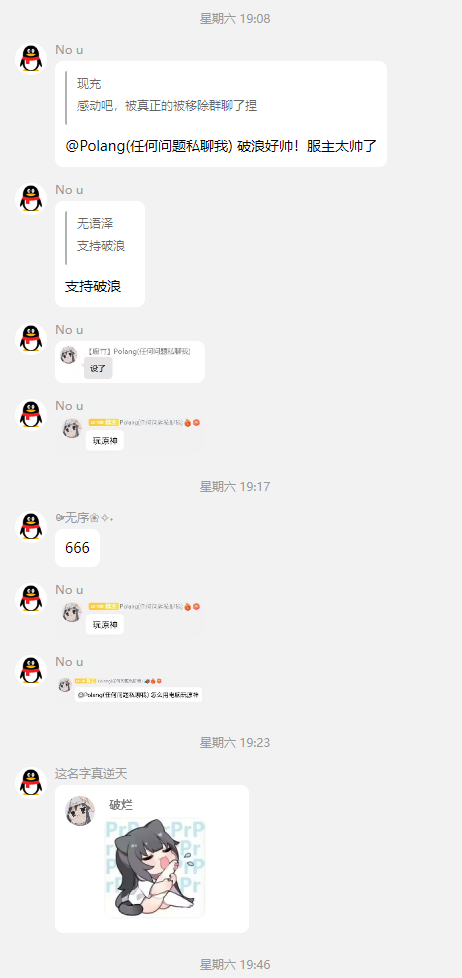 星期六 19:08
No u
现充
感动吧，被真正的被移除群聊了捏
@Polang(任何问题私聊我) 破浪好帅！服主太帅了
No u
无语泽
支持破浪
支持破浪
No u
Polang(任何问题私聊我)
设了
No u
Polang(任何问题私聊我)
玩原神
星期六 19:17
无序
666
No u
Polang(任何问题私聊我)
玩原神
No u
Polang(任何问题私聊我)
@Polang(任何问题私聊我) 怎么用电脑玩原神
星期六 19:23
这名字真逆天
破烂
PrPrPrPr
星期六 19:46